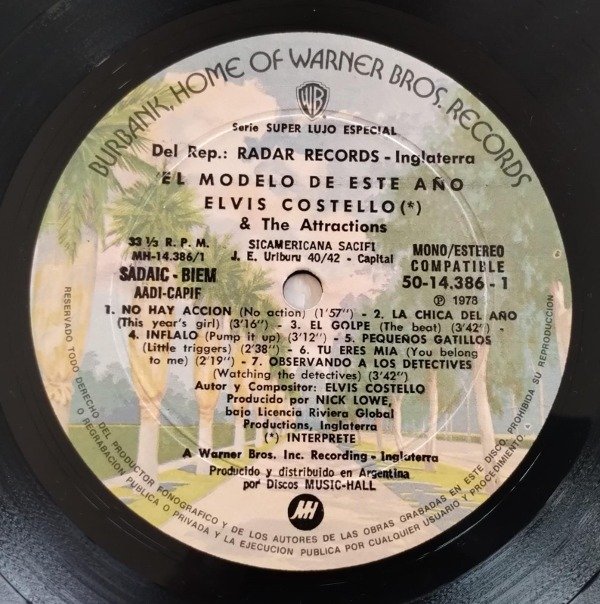 BURBANK, HOME OF WARNER BROS. RECORDS
WB
Serie SUPER LUJO ESPECIAL
Del Rep.: RADAR RECORDS - Inglaterra
EL MODELO DE ESTE AÑO
ELVIS COSTELLO (*)
& The Attractions
33 ⅓ R. P. M. SICAMERICANA SACIFI MONO/ESTEREO
MH-14.386/1 J. E. Uriburu 40/42 - Capital COMPATIBLE
SADAIC - BIEM 50-14.386 - 1
AADI-CAPIF Ⓟ 1978
1. NO HAY ACCION (No action) (1'57") - 2. LA CHICA DEL AÑO
(This year's girl) (3'16") - 3. EL GOLPE (The beat) (3'42") -
4. INFLALO (Pump it up) (3'12") - 5. PEQUEÑOS GATILLOS
(Little triggers) (2'38") - 6. TU ERES MIA (You belong
to me) (2'19") - 7. OBSERVANDO A LOS DETECTIVES
(Watching the detectives) (3'42")
Autor y Compositor: ELVIS COSTELLO
Producido por NICK LOWE,
bajo Licencia Riviera Global
Productions, Inglaterra
(*) INTERPRETE
A Warner Bros. Inc. Recording - Inglaterra
Producido y distribuido en Argentina
por Discos MUSIC-HALL
MH
RESERVADO TODO DERECHO DEL PRODUCTOR FONOGRAFICO Y DE LOS AUTORES DE LAS OBRAS GRABADAS EN ESTE DISCO PROHIBIDA SU REPRODUCCION
O REGRABACION PUBLICA O PRIVADA Y LA EJECUCION PUBLICA POR CUALQUIER USUARIO Y PROCEDIMIENTO